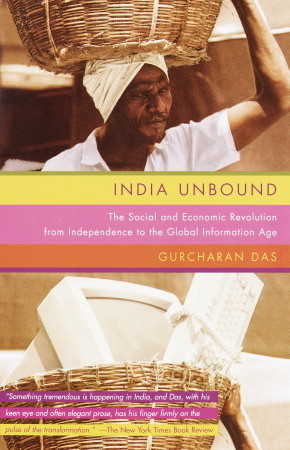 INDIA UNBOUND
The Social and Economic Revolution
from Independence to the Global Information Age
GURCHARAN DAS
"Something tremendous is happening in India, and Das, with his
keen eye and often elegant prose, has his finger firmly on the
pulse of the transformation." —The New York Times Book Review